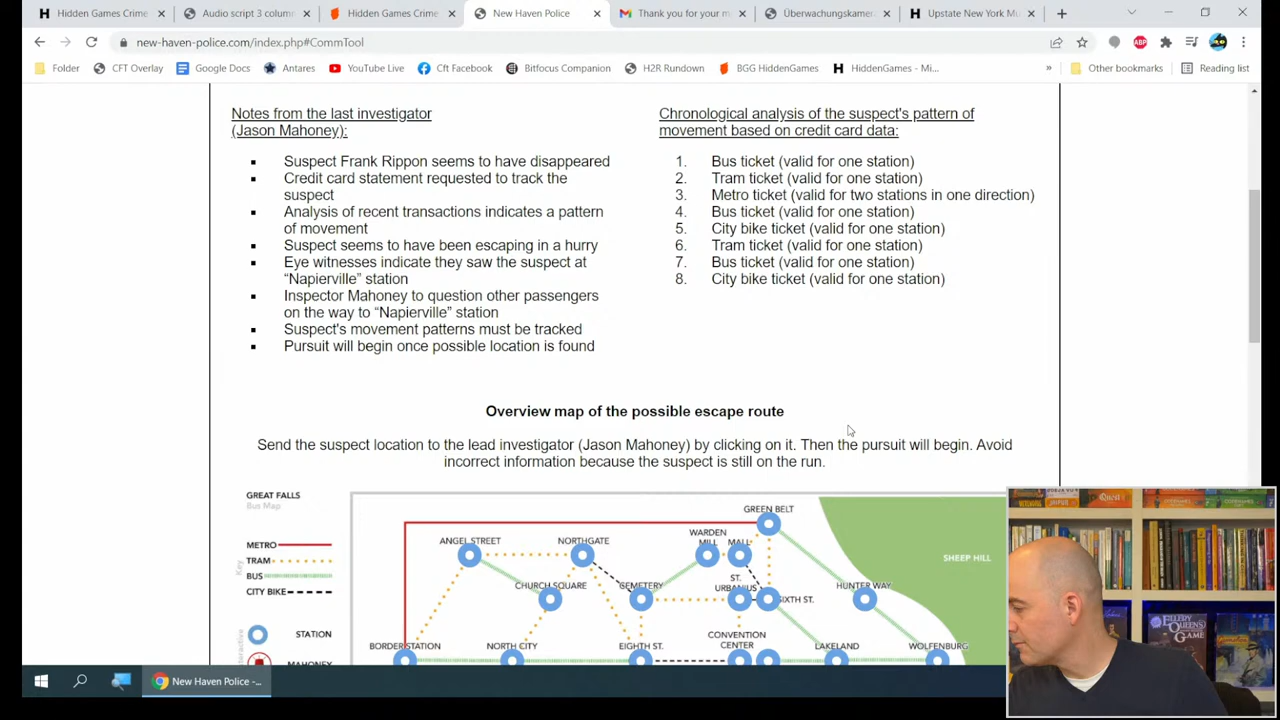 Hidden Games Crime
Audio script 3 colum
Hidden Games Crime
New Haven Police
Thank you for your m
Überwachungskamer
Upstate New York Mu
new-haven-police.com/index.php#CommTool
ABP
Folder
CFT Overlay
Google Docs
Antares
YouTube Live
Cft Facebook
Bitfocus Companion
H2R Rundown
BGG HiddenGames
HiddenGames - Mi...
»
Other bookmarks
Reading list
Notes from the last investigator
(Jason Mahoney):
Suspect Frank Rippon seems to have disappeared
Credit card statement requested to track the
suspect
Analysis of recent transactions indicates a pattern
of movement
Suspect seems to have been escaping in a hurry
Eye witnesses indicate they saw the suspect at
“Napierville” station
Inspector Mahoney to question other passengers
on the way to “Napierville” station
Suspect's movement patterns must be tracked
Pursuit will begin once possible location is found
Chronological analysis of the suspect's pattern of
movement based on credit card data:
1. Bus ticket (valid for one station)
2. Tram ticket (valid for one station)
3. Metro ticket (valid for two stations in one direction)
4. Bus ticket (valid for one station)
5. City bike ticket (valid for one station)
6. Tram ticket (valid for one station)
7. Bus ticket (valid for one station)
8. City bike ticket (valid for one station)
Overview map of the possible escape route
Send the suspect location to the lead investigator (Jason Mahoney) by clicking on it. Then the pursuit will begin. Avoid
incorrect information because the suspect is still on the run.
GREAT FALLS
Bus Map
Key
METRO
TRAM
BUS
CITY BIKE
STATION
MAHONEY
GREEN BELT
ANGEL STREET
NORTHGATE
WARDEN
MILL
MALL
SHEEP HILL
CHURCH SQUARE
CEMETERY
ST.
URBANUS
SIXTH ST.
HUNTER WAY
BORDER STATION
NORTH CITY
EIGHTH ST.
CONVENTION
CENTER
LAKELAND
WOLFENBURG
New Haven Police -...
ELLERY
QUEEN'S
GAME